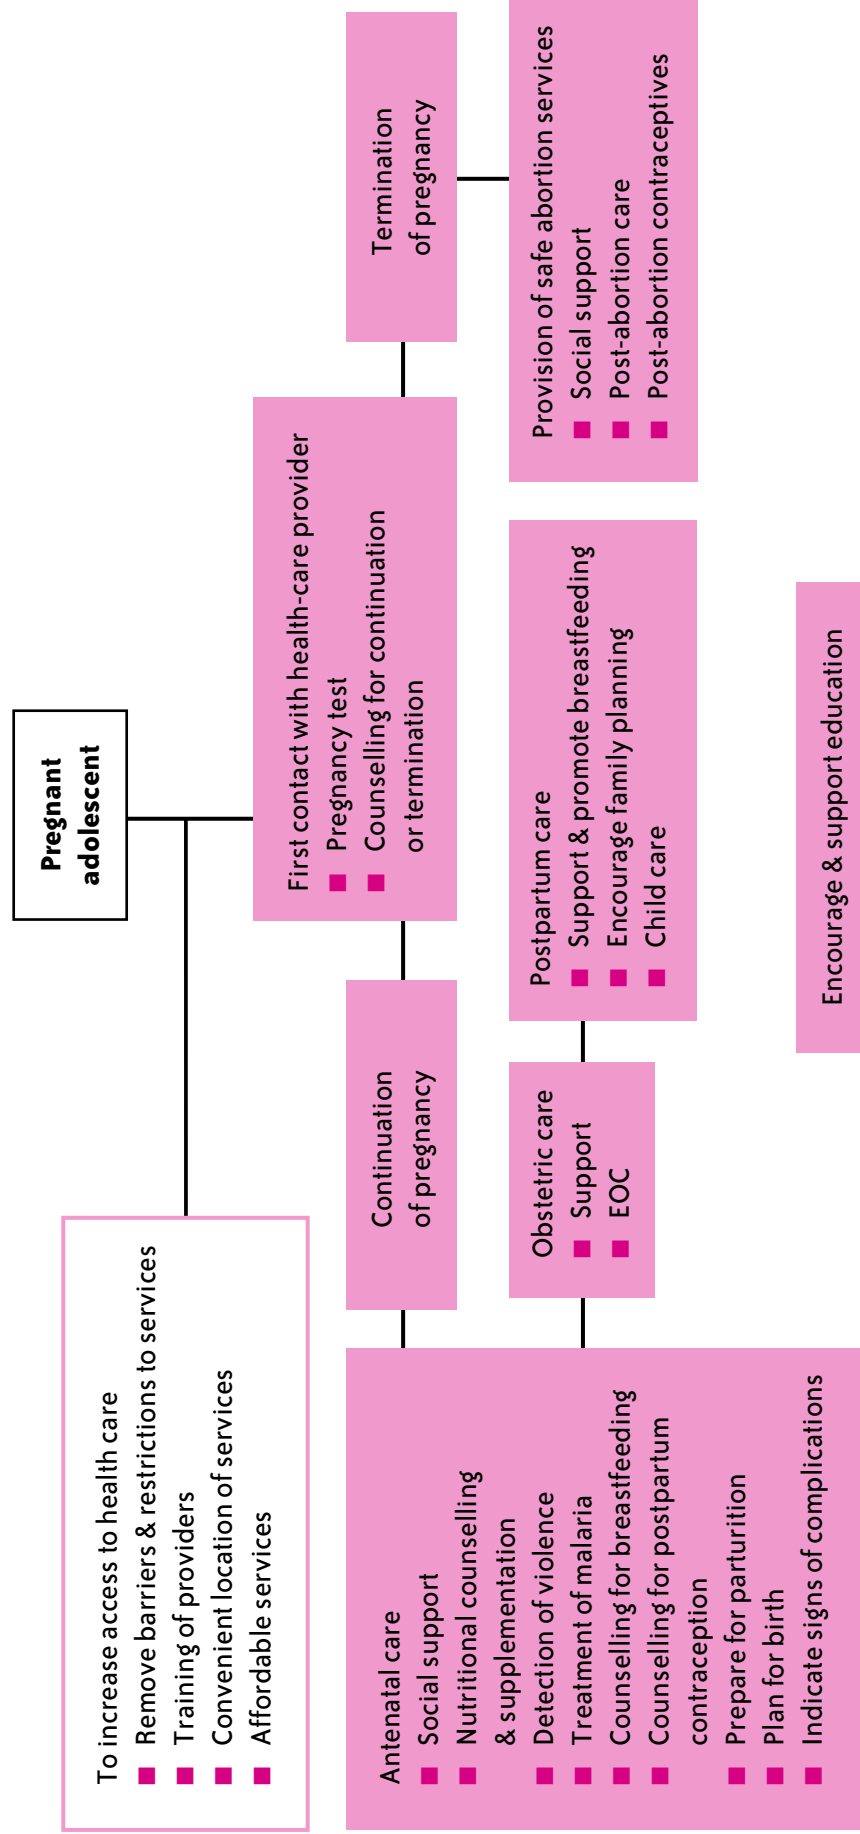 Pregnant
adolescent
To increase access to health care
■ Remove barriers & restrictions to services
■ Training of providers
■ Convenient location of services
■ Affordable services
First contact with health-care provider
■ Pregnancy test
■ Counselling for continuation
or termination
Continuation
of pregnancy
Termination
of pregnancy
Antenatal care
■ Social support
■ Nutritional counselling
& supplementation
■ Detection of violence
■ Treatment of malaria
■ Counselling for breastfeeding
■ Counselling for postpartum
contraception
■ Prepare for parturition
■ Plan for birth
■ Indicate signs of complications
Obstetric care
■ Support
■ EOC
Postpartum care
■ Support & promote breastfeeding
■ Encourage family planning
■ Child care
Provision of safe abortion services
■ Social support
■ Post-abortion care
■ Post-abortion contraceptives
Encourage & support education